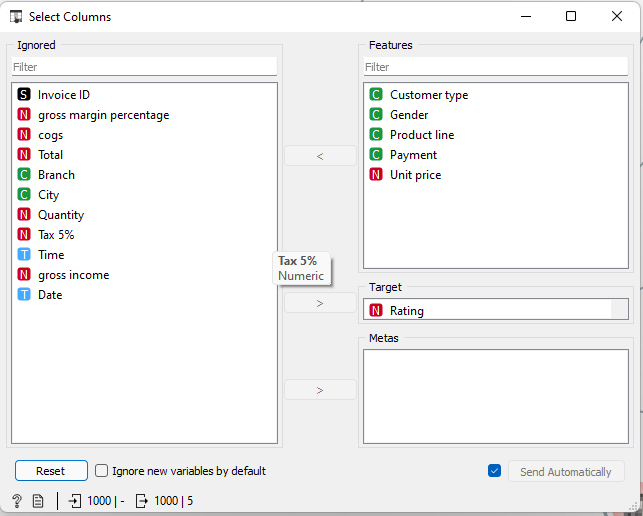 Select Columns
Ignored
Filter
S Invoice ID
N gross margin percentage
N cogs
N Total
C Branch
C City
N Quantity
N Tax 5%
T Time
N gross income
T Date
<
Tax 5%
Numeric
>
>
Features
Filter
C Customer type
C Gender
C Product line
C Payment
N Unit price
Target
N Rating
Metas
Reset
Ignore new variables by default
Send Automatically
? 1000 | - 1000 | 5